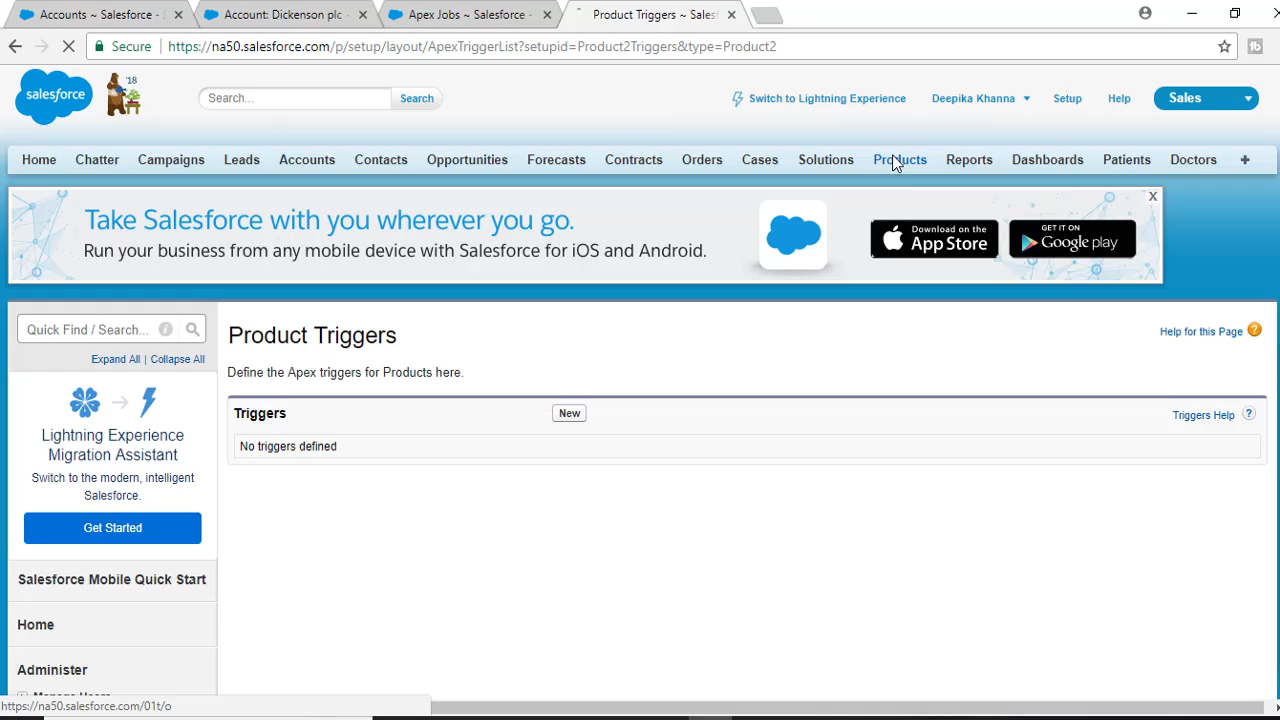 Accounts ~ Salesforce - 
Account: Dickenson plc ~
Apex Jobs ~ Salesforce -
Product Triggers ~ Sales
Secure
https://na50.salesforce.com/p/setup/layout/ApexTriggerList?setupid=Product2Triggers&type=Product2
salesforce
'18
Search...
Search
Switch to Lightning Experience
Deepika Khanna
Setup
Help
Sales
Home Chatter Campaigns Leads Accounts Contacts Opportunities Forecasts Contracts Orders Cases Solutions Products Reports Dashboards Patients Doctors +
Take Salesforce with you wherever you go.
Run your business from any mobile device with Salesforce for iOS and Android.
Download on the
App Store
GET IT ON
Google play
X
Quick Find / Search...
Expand All | Collapse All
Lightning Experience
Migration Assistant
Switch to the modern, intelligent
Salesforce.
Get Started
Salesforce Mobile Quick Start
Home
Administer
Product Triggers
Help for this Page
Define the Apex triggers for Products here.
Triggers
New
Triggers Help
No triggers defined
https://na50.salesforce.com/01t/o